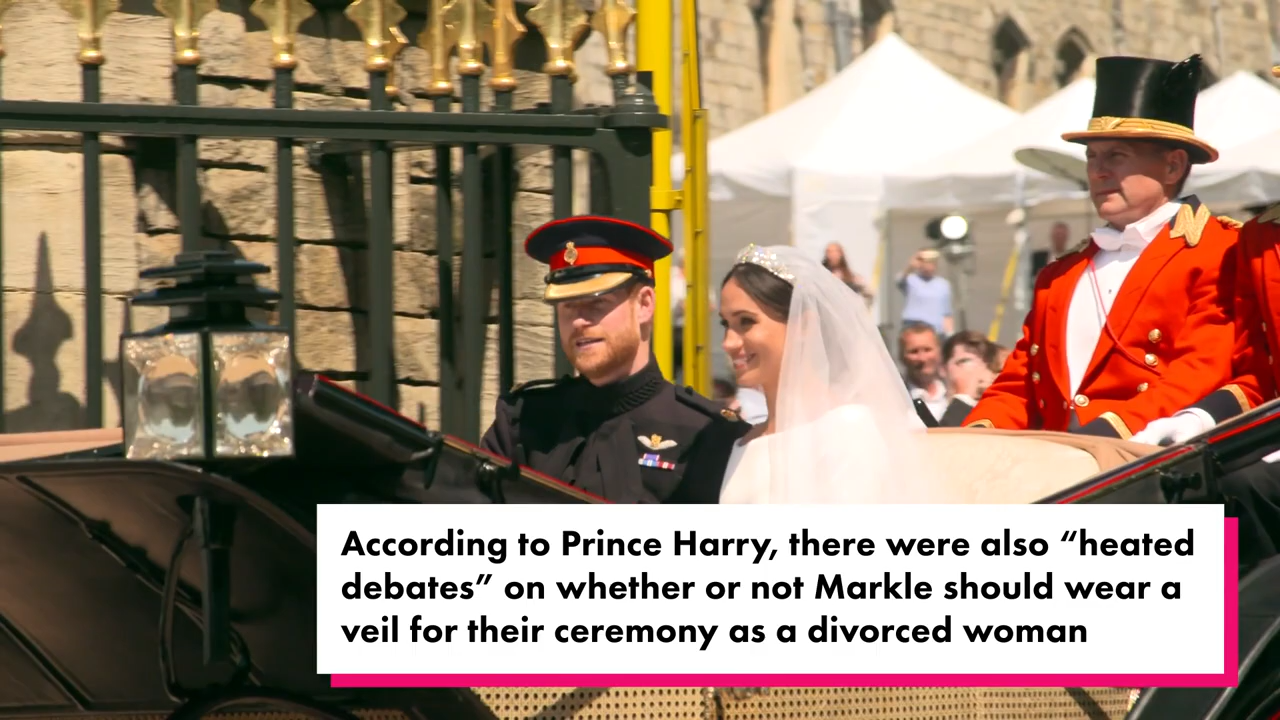 According to Prince Harry, there were also “heated
debates” on whether or not Markle should wear a
veil for their ceremony as a divorced woman